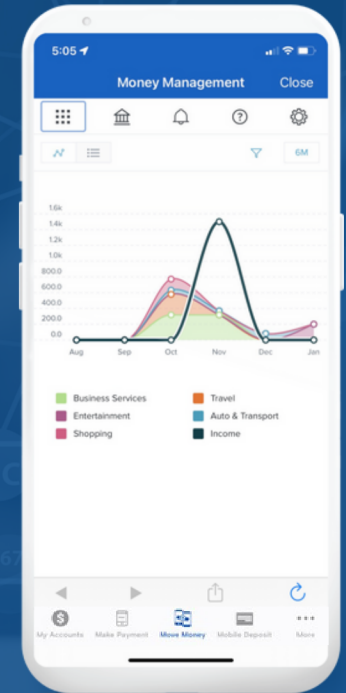 5:05
Money Management Close
6M
1.6k
1.4k
1.2k
1.0k
800.0
600.0
400.0
200.0
0.0
Aug Sep Oct Nov Dec Jan
Business Services Travel
Entertainment Auto & Transport
Shopping Income
My Accounts Make Payment Move Money Mobile Deposit More